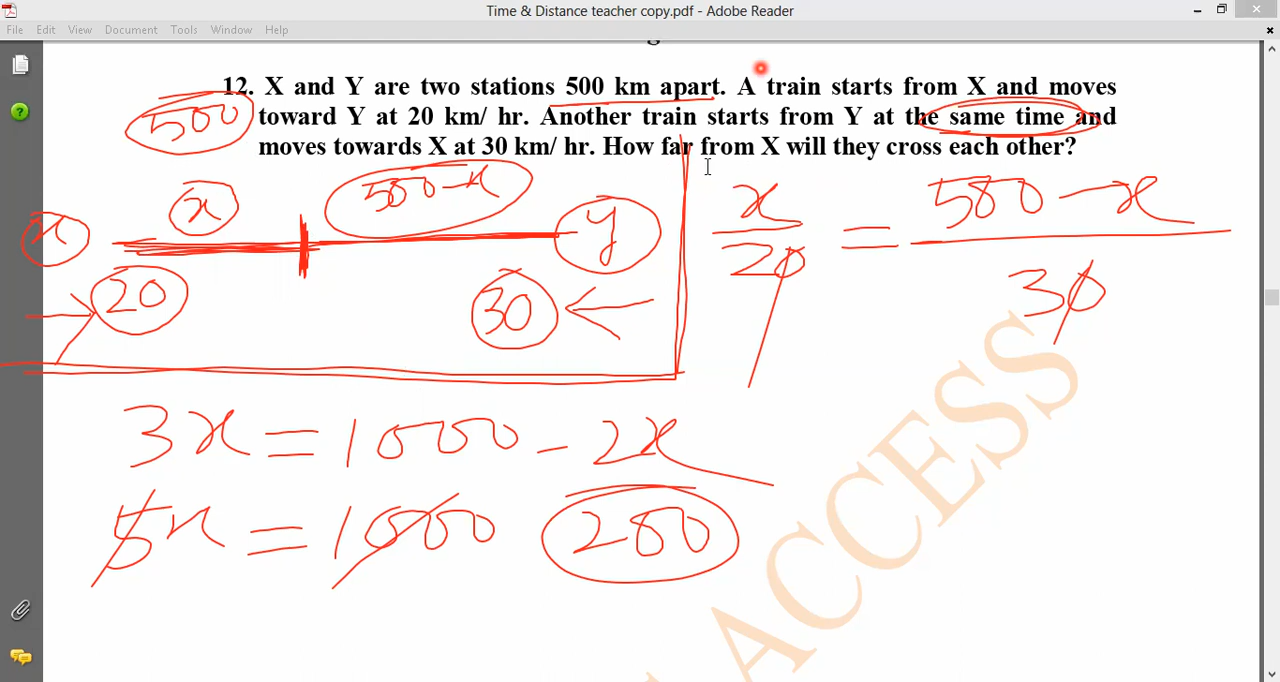 Time & Distance teacher copy.pdf - Adobe Reader
File Edit View Document Tools Window Help
12. X and Y are two stations 500 km apart. A train starts from X and moves
toward Y at 20 km/ hr. Another train starts from Y at the same time and
moves towards X at 30 km/ hr. How far from X will they cross each other?
500
x
500-x
x
y
20
30
x/20 = 500-x/30
3x = 1000 - 2x
5x = 1000 200
ACCESS